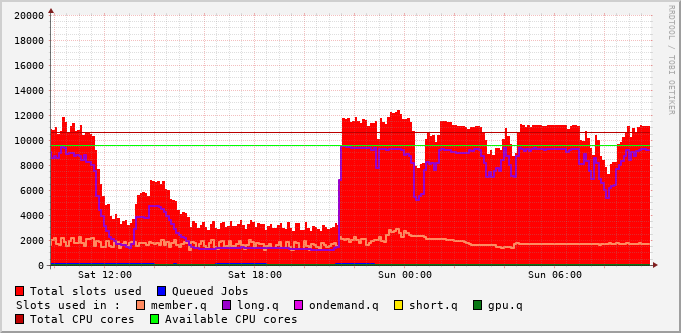 20000
18000
16000
14000
12000
10000
8000
6000
4000
2000
0
Sat 12:00 Sat 18:00 Sun 00:00 Sun 06:00
RRDTOOL / TOBI OETIKER
Total slots used Queued Jobs
Slots used in : member.q long.q ondemand.q short.q gpu.q
Total CPU cores Available CPU cores